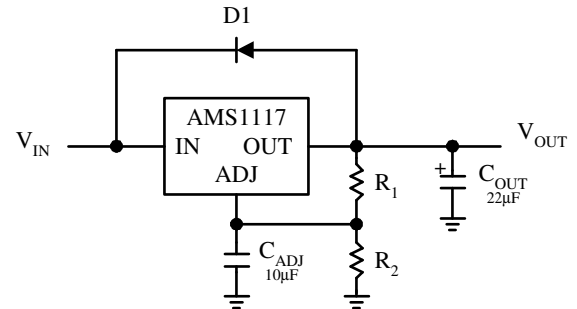 D1
AMS1117
V_IN
IN OUT
V_OUT
ADJ
+
C_OUT
22µF
R_1
C_ADJ
10µF
R_2